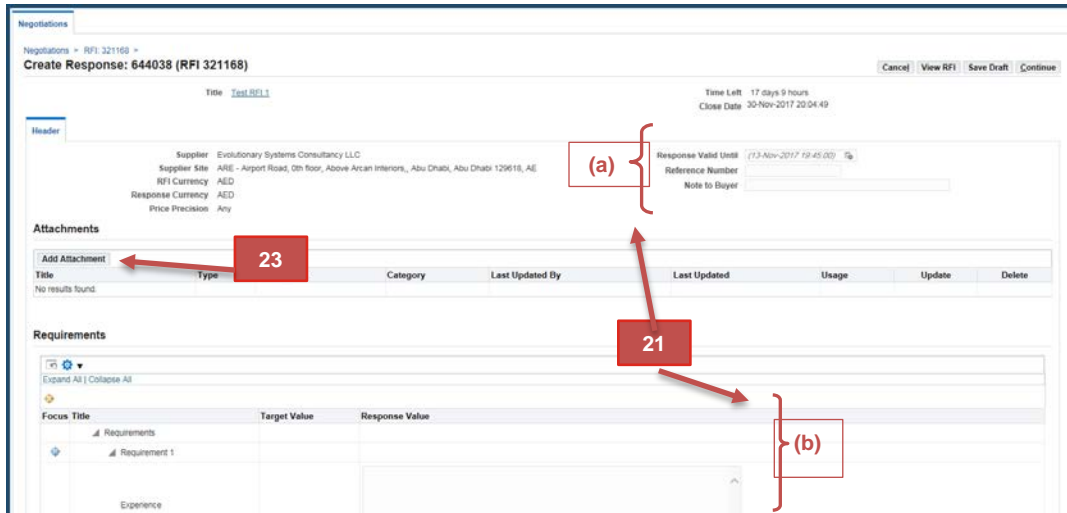 Negotiations
Negotiations > RFI: 321168 >
Create Response: 644038 (RFI 321168)
Cancel View RFI Save Draft Continue
Title Test RFI.1
Time Left 17 days 9 hours
Close Date 30-Nov-2017 20:04:49
Header
Supplier Evolutionary Systems Consultancy LLC
Supplier Site ARE - Airport Road, 0th floor, Above Arcan Interiors,, Abu Dhabi, Abu Dhabi 129618, AE
RFI Currency AED
Response Currency AED
Price Precision Any
(a)
Response Valid Until (13-Nov-2017 19:45:00)
Reference Number
Note to Buyer
Attachments
Add Attachment
23
Title Type Category Last Updated By Last Updated Usage Update Delete
No results found.
21
Requirements
Expand All | Collapse All
Focus Title Target Value Response Value
Requirements
Requirement 1
(b)
Experience